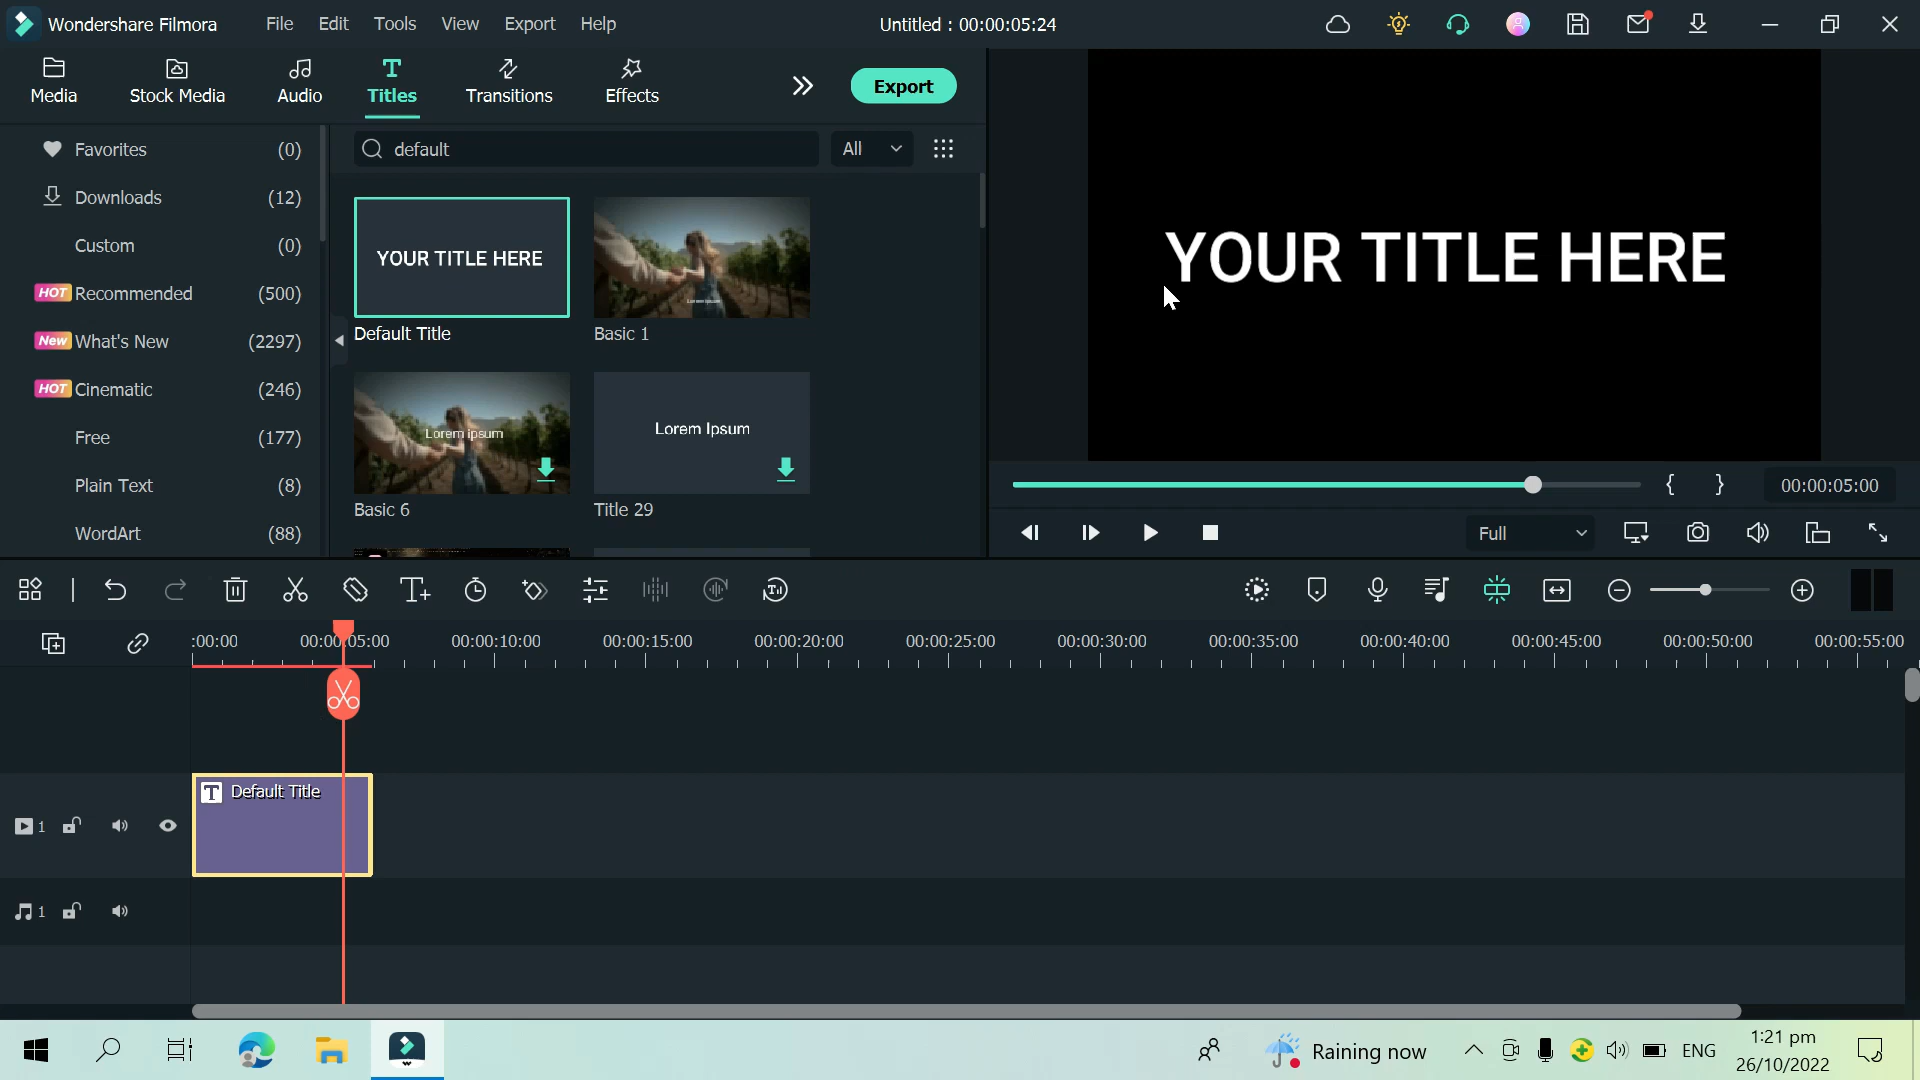 Wondershare Filmora
File Edit Tools View Export Help
Untitled : 00:00:05:24
Media Stock Media Audio Titles Transitions Effects
Export
Favorites (0)
Downloads (12)
Custom (0)
HOT Recommended (500)
New What's New (2297)
HOT Cinematic (246)
Free (177)
Plain Text (8)
WordArt (88)
default
All
YOUR TITLE HERE
Default Title
Lorem Ipsum
Basic 1
Lorem Ipsum
Basic 6
Lorem Ipsum
Title 29
YOUR TITLE HERE
00:00:05:00
Full
:00:00 00:00:05:00 00:00:10:00 00:00:15:00 00:00:20:00 00:00:25:00 00:00:30:00 00:00:35:00 00:00:40:00 00:00:45:00 00:00:50:00 00:00:55:00
T Default Title
1
1
Raining now
ENG
1:21 pm
26/10/2022